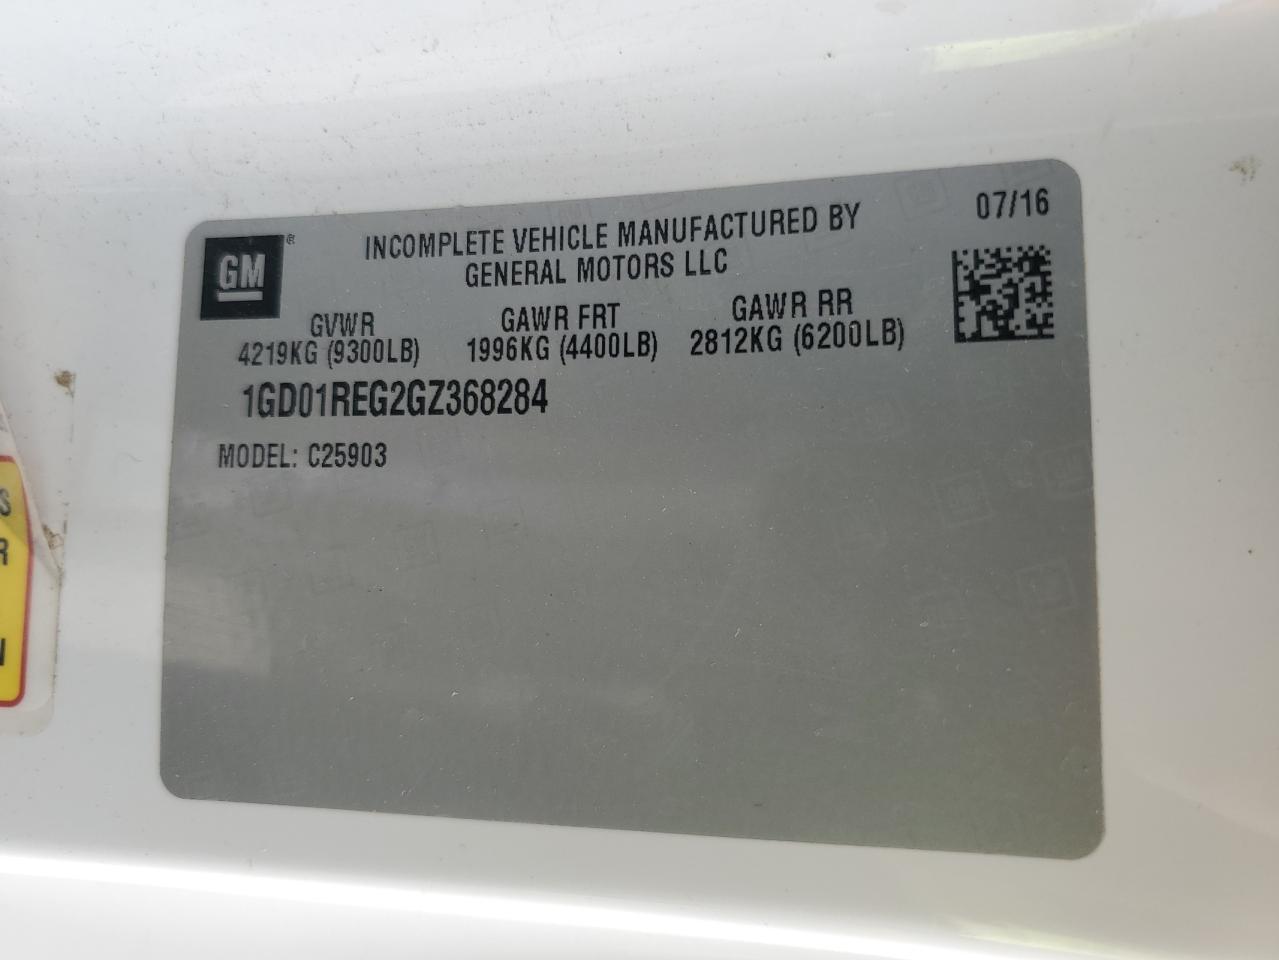 07/16
GM®
INCOMPLETE VEHICLE MANUFACTURED BY
GENERAL MOTORS LLC
GVWR GAWR FRT GAWR RR
4219KG (9300LB) 1996KG (4400LB) 2812KG (6200LB)
1GD01REG2GZ368284
MODEL: C25903
S
R
N